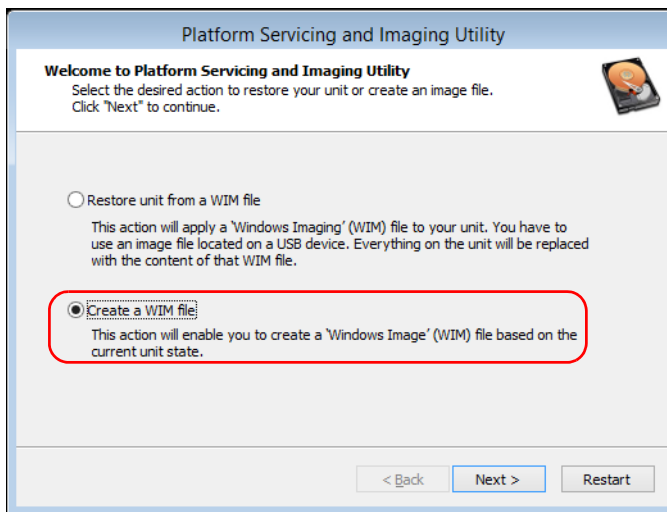 Platform Servicing and Imaging Utility
Welcome to Platform Servicing and Imaging Utility
Select the desired action to restore your unit or create an image file.
Click "Next" to continue.
Restore unit from a WIM file
This action will apply a ‘Windows Imaging’ (WIM) file to your unit. You have to
use an image file located on a USB device. Everything on the unit will be replaced
with the content of that WIM file.
Create a WIM file
This action will enable you to create a ‘Windows Image’ (WIM) file based on the
current unit state.
< Back
Next >
Restart